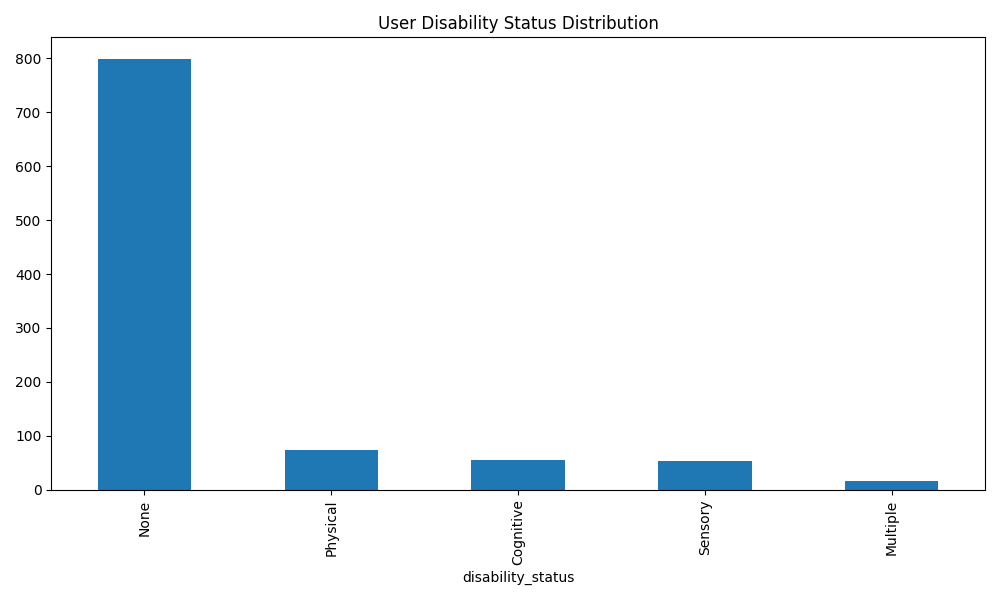 User Disability Status Distribution
800
700
600
500
400
300
200
100
0
None
Physical
Cognitive
Sensory
Multiple
disability_status